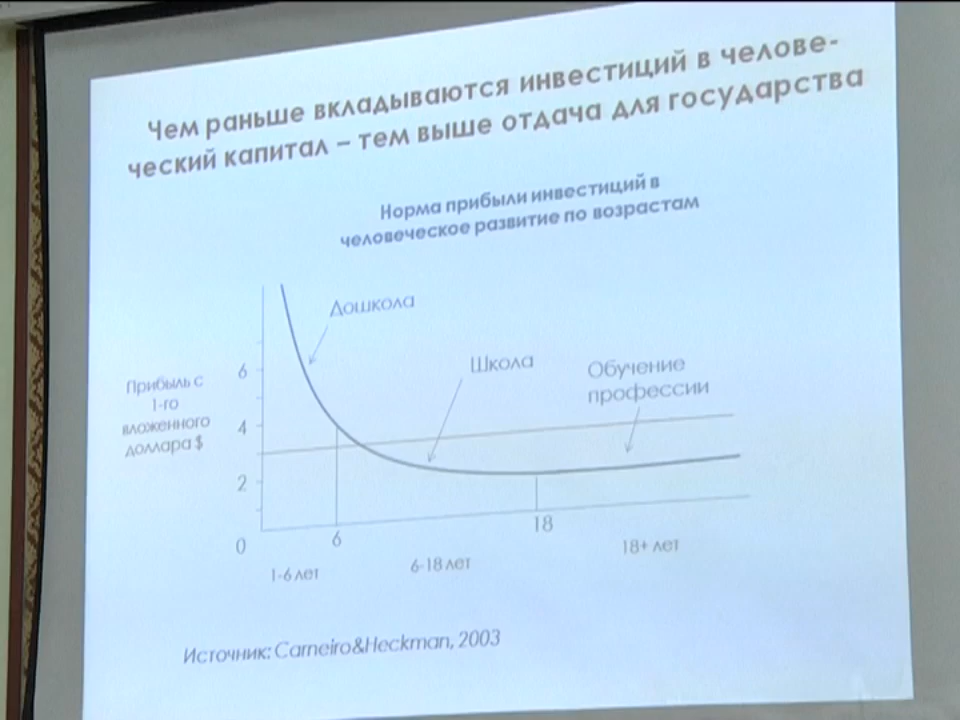 Чем раньше вкладываются инвестиций в челове-
ческий капитал – тем выше отдача для государства
Норма прибыли инвестиций в
человеческое развитие по возрастам
Дошкола
Школа
Обучение
профессии
Прибыль с
1-го
вложенного
доллара $
6
4
2
0
6
18
1-6 лет
6-18 лет
18+ лет
Источник: Carneiro&Heckman, 2003